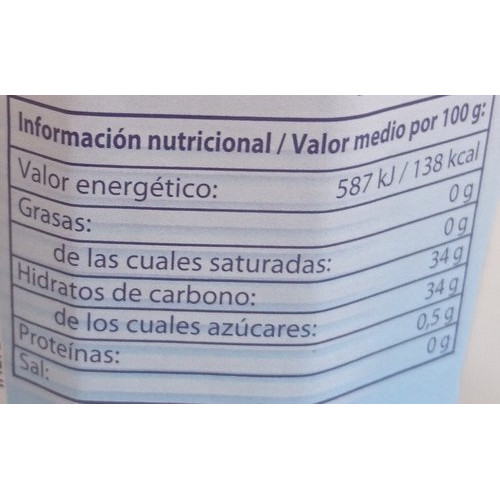 Información nutricional / Valor medio por 100 g:
Valor energético: 587 kJ / 138 kcal
Grasas: 0 g
de las cuales saturadas: 0 g
Hidratos de carbono: 34 g
de los cuales azúcares: 34 g
Proteínas: 0,5 g
Sal: 0 g